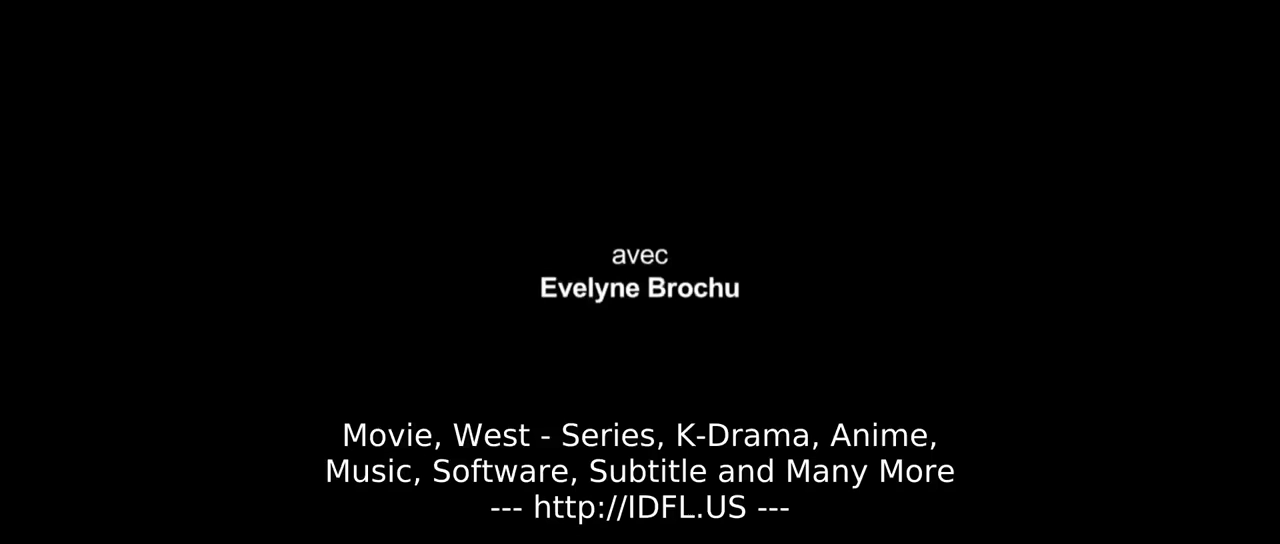 avec
Evelyne Brochu
Movie, West - Series, K-Drama, Anime,
Music, Software, Subtitle and Many More
--- http://IDFL.US ---